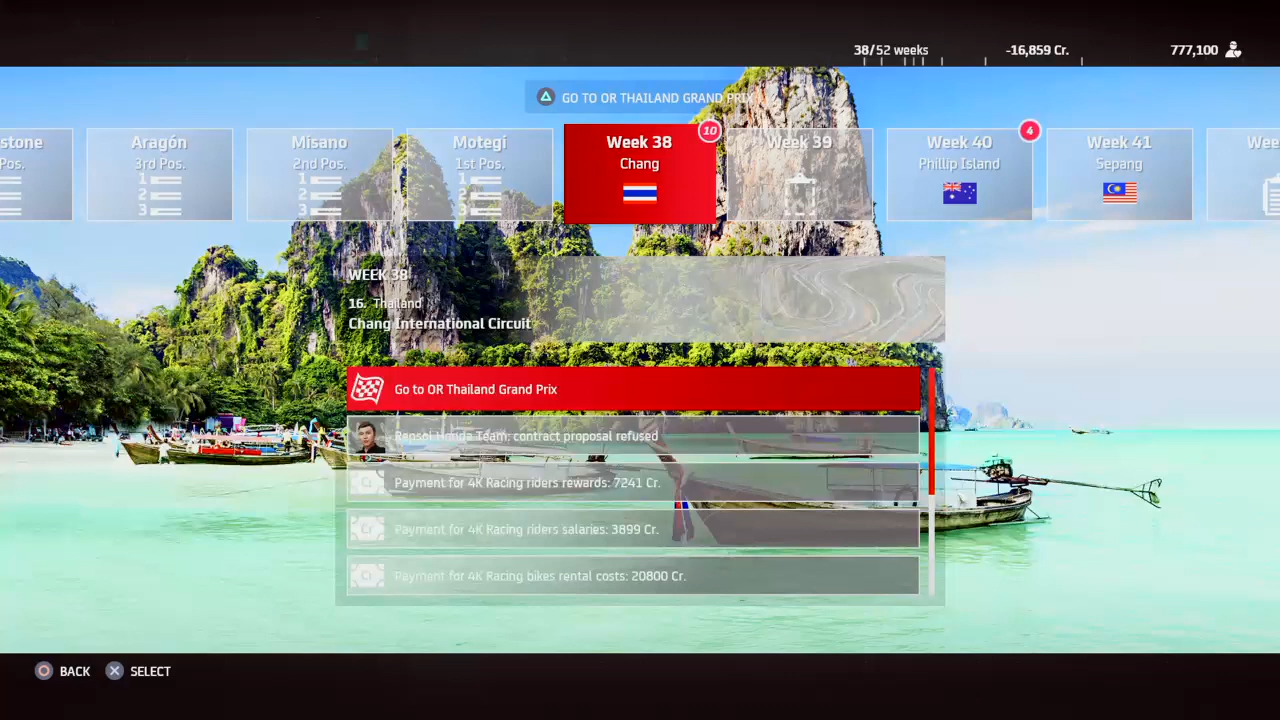 38/52 weeks
-16,859 Cr.
777,100
GO TO OR THAILAND GRAND PRIX
stone
Pos.
Aragón
3rd Pos.
1
2
3
Misano
2nd Pos.
1
2
3
Motegi
1st Pos.
1
2
3
Week 38
10
Chang
Week 39
Week 40
4
Phillip Island
Week 41
Sepang
Wee
WEEK 38
16. Thailand
Chang International Circuit
Go to OR Thailand Grand Prix
Repsol Honda Team: contract proposal refused
Cr
Payment for 4K Racing riders rewards: 7241 Cr.
Cr
Payment for 4K Racing riders salaries: 3899 Cr.
Cr
Payment for 4K Racing bikes rental costs: 20800 Cr.
BACK
SELECT